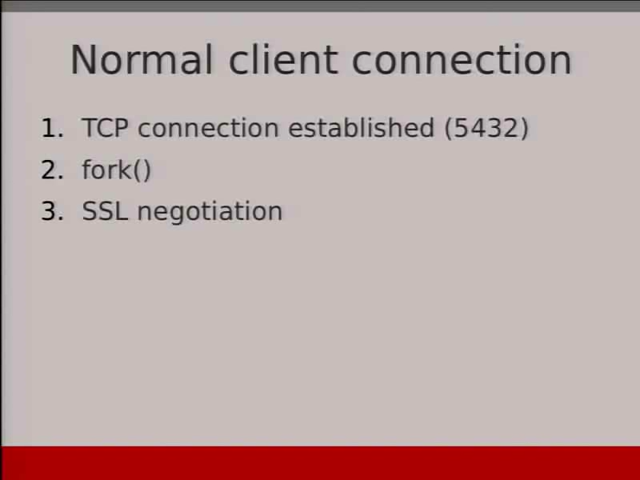 Normal client connection
1. TCP connection established (5432)
2. fork()
3. SSL negotiation